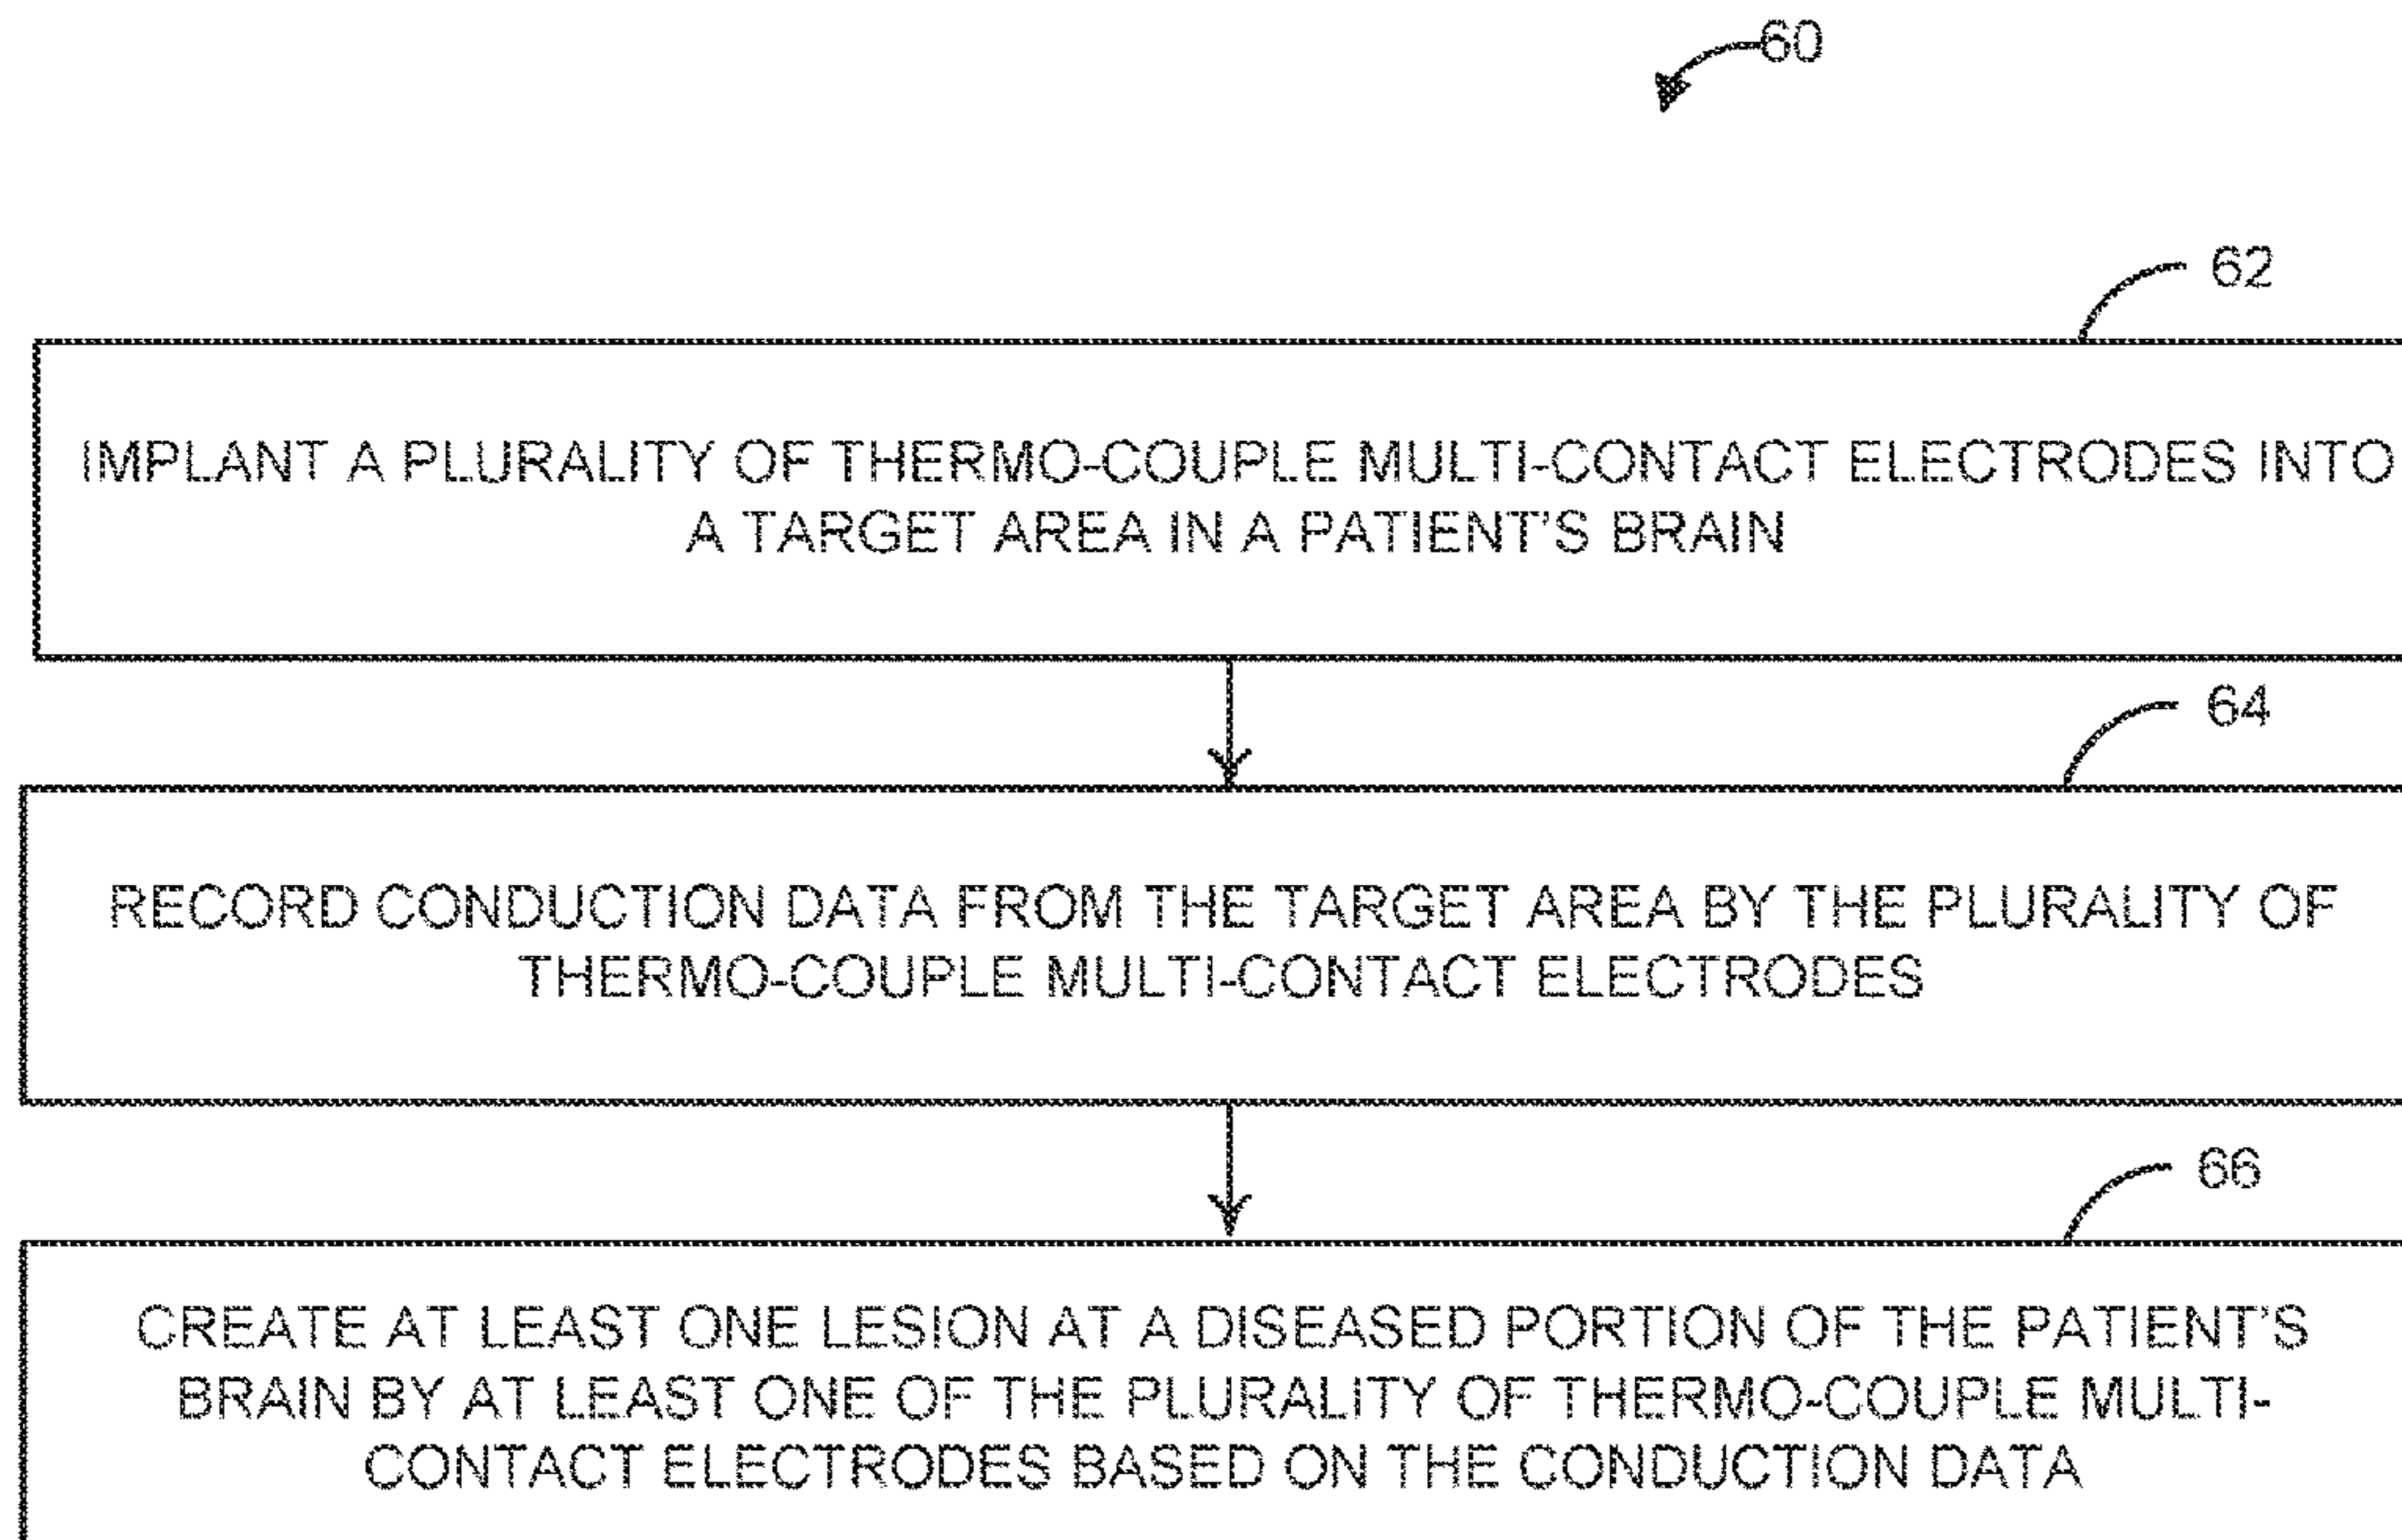 60
62
IMPLANT A PLURALITY OF THERMO-COUPLE MULTI-CONTACT ELECTRODES INTO
A TARGET AREA IN A PATIENT'S BRAIN
64
RECORD CONDUCTION DATA FROM THE TARGET AREA BY THE PLURALITY OF
THERMO-COUPLE MULTI-CONTACT ELECTRODES
66
CREATE AT LEAST ONE LESION AT A DISEASED PORTION OF THE PATIENT'S
BRAIN BY AT LEAST ONE OF THE PLURALITY OF THERMO-COUPLE MULTI-
CONTACT ELECTRODES BASED ON THE CONDUCTION DATA